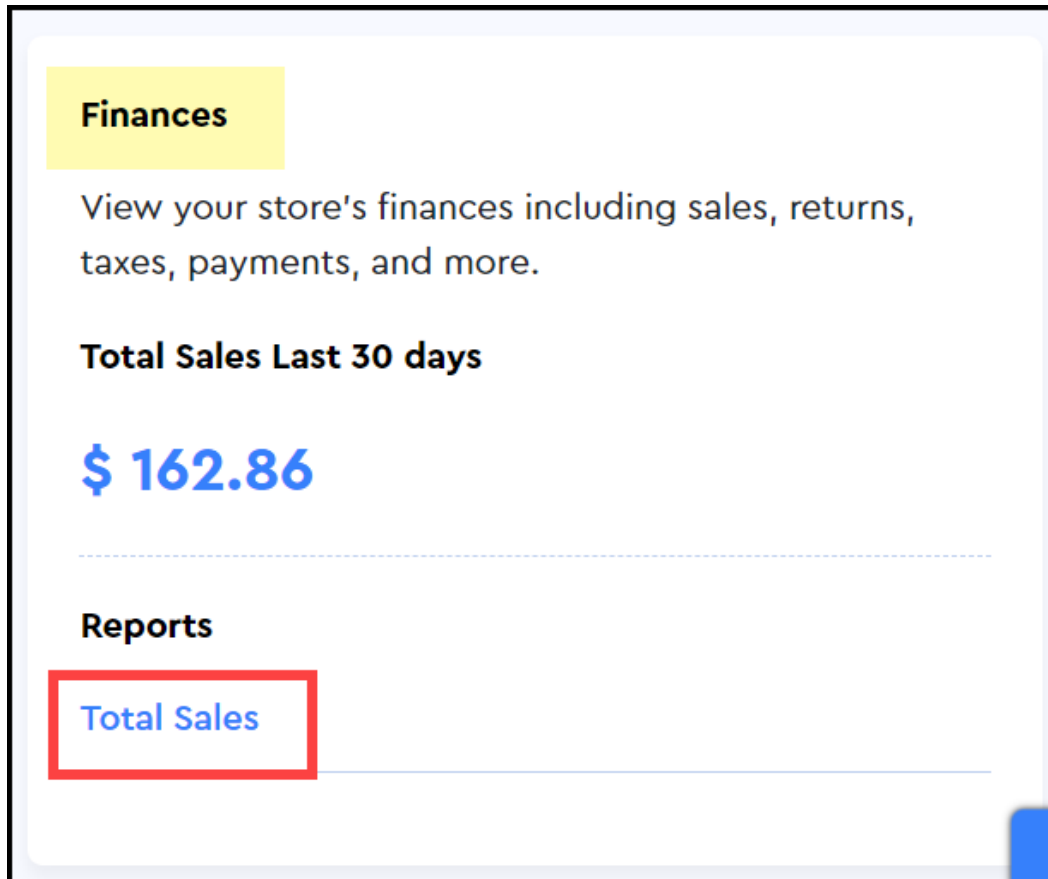 Finances
View your store's finances including sales, returns,
taxes, payments, and more.
Total Sales Last 30 days
$ 162.86
Reports
Total Sales